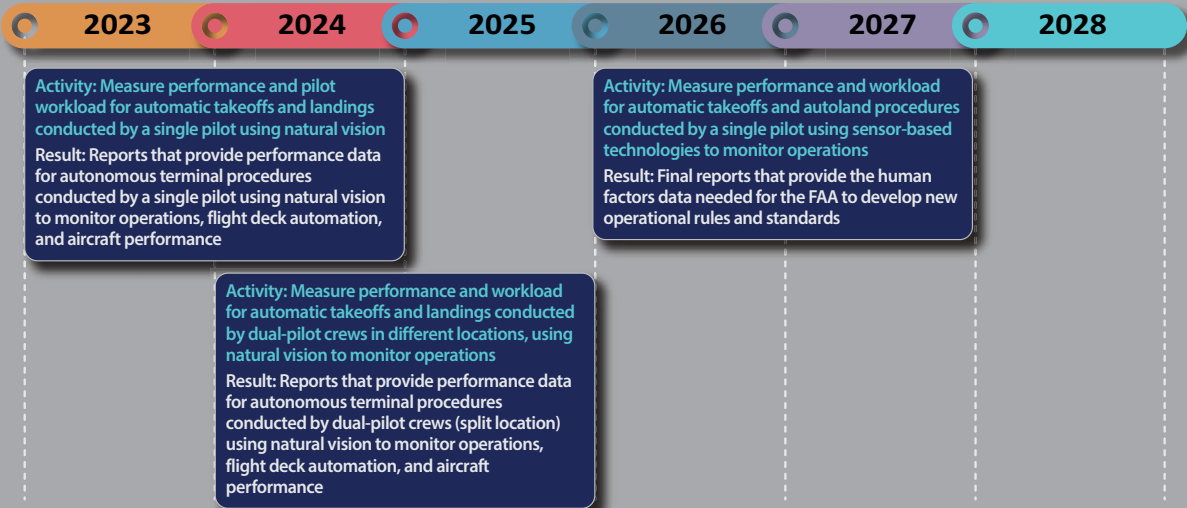 2023 2024 2025 2026 2027 2028
Activity: Measure performance and pilot
workload for automatic takeoffs and landings
conducted by a single pilot using natural vision
Result: Reports that provide performance data
for autonomous terminal procedures
conducted by a single pilot using natural vision
to monitor operations, flight deck automation,
and aircraft performance
Activity: Measure performance and workload
for automatic takeoffs and autoland procedures
conducted by a single pilot using sensor-based
technologies to monitor operations
Result: Final reports that provide the human
factors data needed for the FAA to develop new
operational rules and standards
Activity: Measure performance and workload
for automatic takeoffs and landings conducted
by dual-pilot crews in different locations, using
natural vision to monitor operations
Result: Reports that provide performance data
for autonomous terminal procedures
conducted by dual-pilot crews (split location)
using natural vision to monitor operations,
flight deck automation, and aircraft
performance